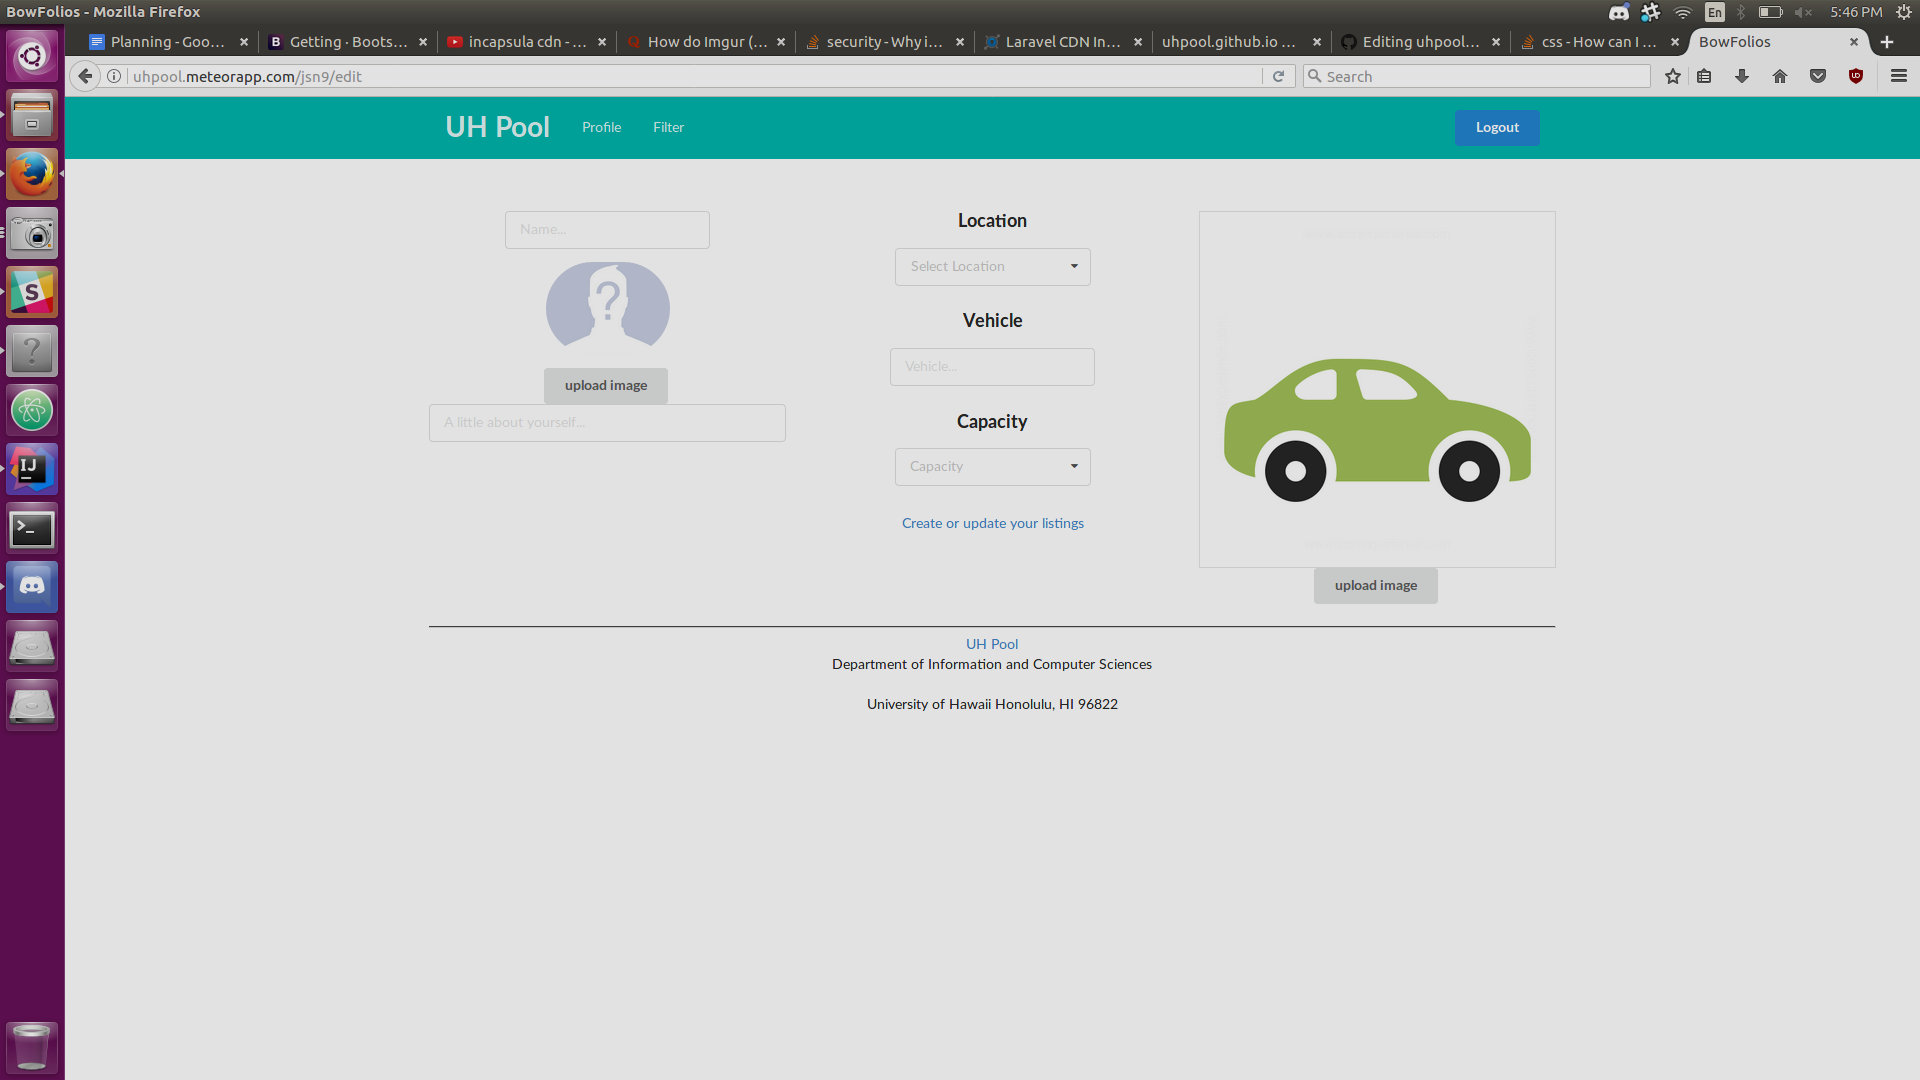 BowFolios - Mozilla Firefox
En
5:46 PM
Planning - Goo...
Getting · Boots...
incapsula cdn - ...
How do Imgur (...
security - Why i...
Laravel CDN In...
uhpool.github.io ...
Editing uhpool...
css - How can I ...
BowFolios
uhpool.meteorapp.com/jsn9/edit
Search
UH Pool
Profile
Filter
Logout
Name...
upload image
A little about yourself...
Location
Select Location
Vehicle
Vehicle...
Capacity
Capacity
Create or update your listings
upload image
UH Pool
Department of Information and Computer Sciences
University of Hawaii Honolulu, HI 96822